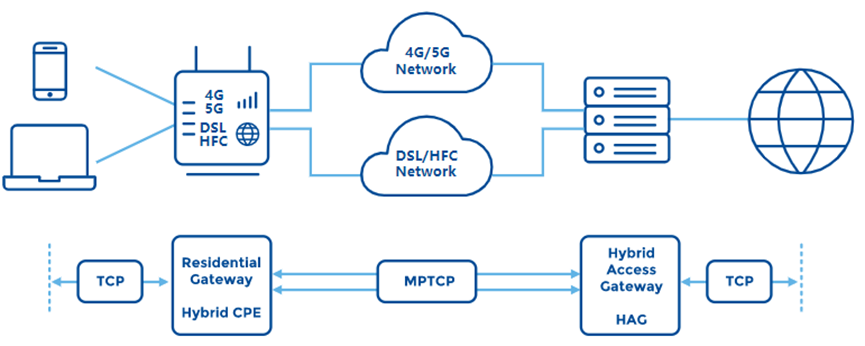 4G
5G
DSL
HFC
4G/5G
Network
DSL/HFC
Network
TCP
Residential
Gateway
Hybrid CPE
MPTCP
Hybrid
Access
Gateway
HAG
TCP